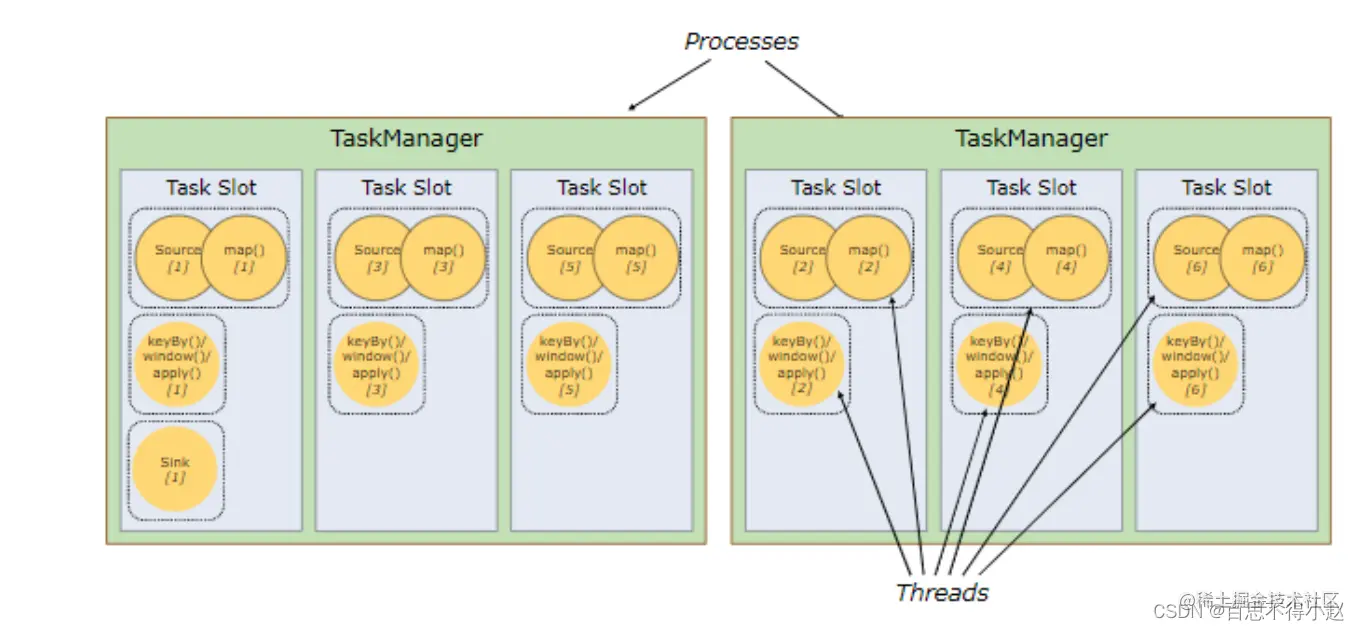 Processes
TaskManager
Task Slot
Source
[1]
map()
[1]
keyBy()/
window()/
apply()
[1]
Sink
[1]
Task Slot
Source
[3]
map()
[3]
keyBy()/
window()/
apply()
[3]
Task Slot
Source
[5]
map()
[5]
keyBy()/
window()/
apply()
[5]
TaskManager
Task Slot
Source
[2]
map()
[2]
keyBy()/
window()/
apply()
[2]
Task Slot
Source
[4]
map()
[4]
keyBy()/
window()/
apply()
[4]
Task Slot
Source
[6]
map()
[6]
keyBy()/
window()/
apply()
[6]
Threads
@稀土掘金技术社区
CSDN @百思不得小赵